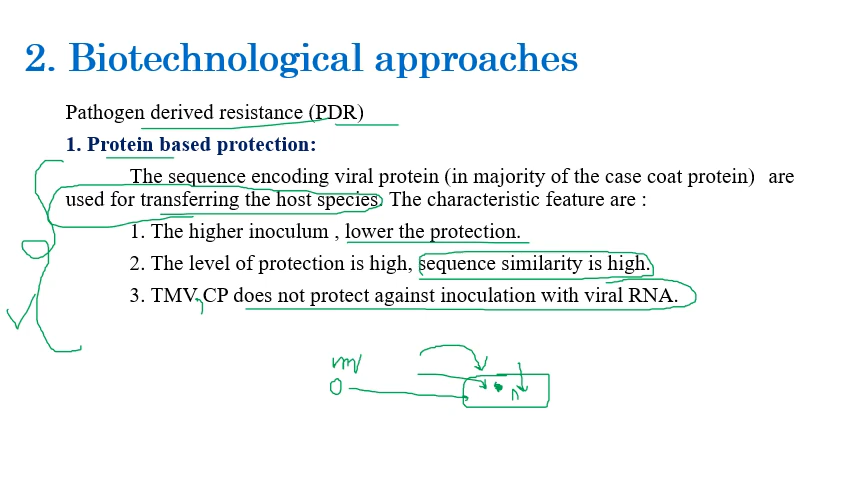 2. Biotechnological approaches
Pathogen derived resistance (PDR)
1. Protein based protection:
The sequence encoding viral protein (in majority of the case coat protein) are
used for transferring the host species. The characteristic feature are :
1. The higher inoculum , lower the protection.
2. The level of protection is high, sequence similarity is high.
3. TMV, CP does not protect against inoculation with viral RNA.